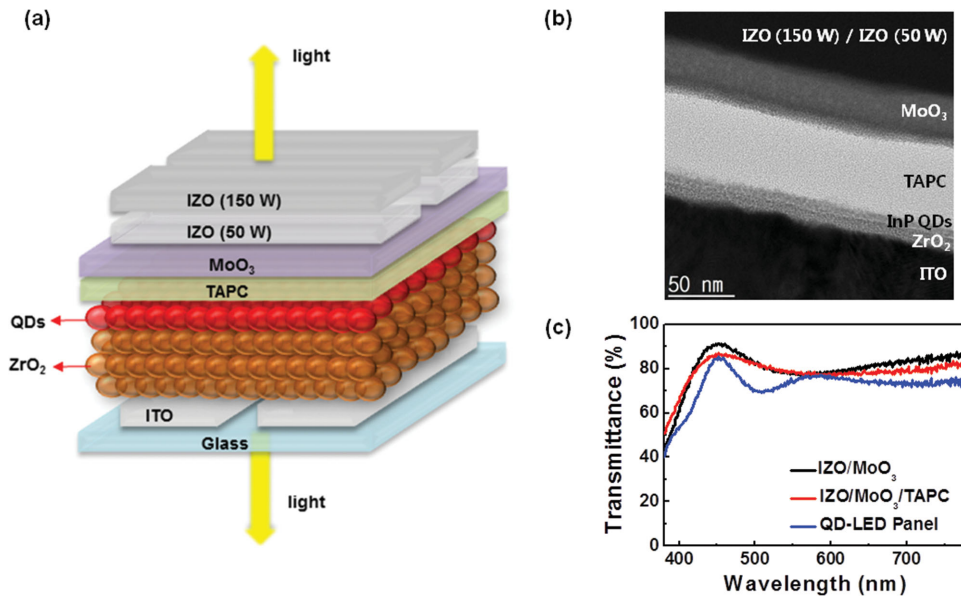 (a)
light
IZO (150 W)
IZO (50 W)
MoO₃
TAPC
QDs
ZrO₂
ITO
Glass
light
(b)
IZO (150 W) / IZO (50 W)
MoO₃
TAPC
InP QDs
ZrO₂
ITO
50 nm
(c)
Transmittance (%)
100
80
60
40
20
0
IZO/MoO₃
IZO/MoO₃/TAPC
QD-LED Panel
400 500 600 700
Wavelength (nm)